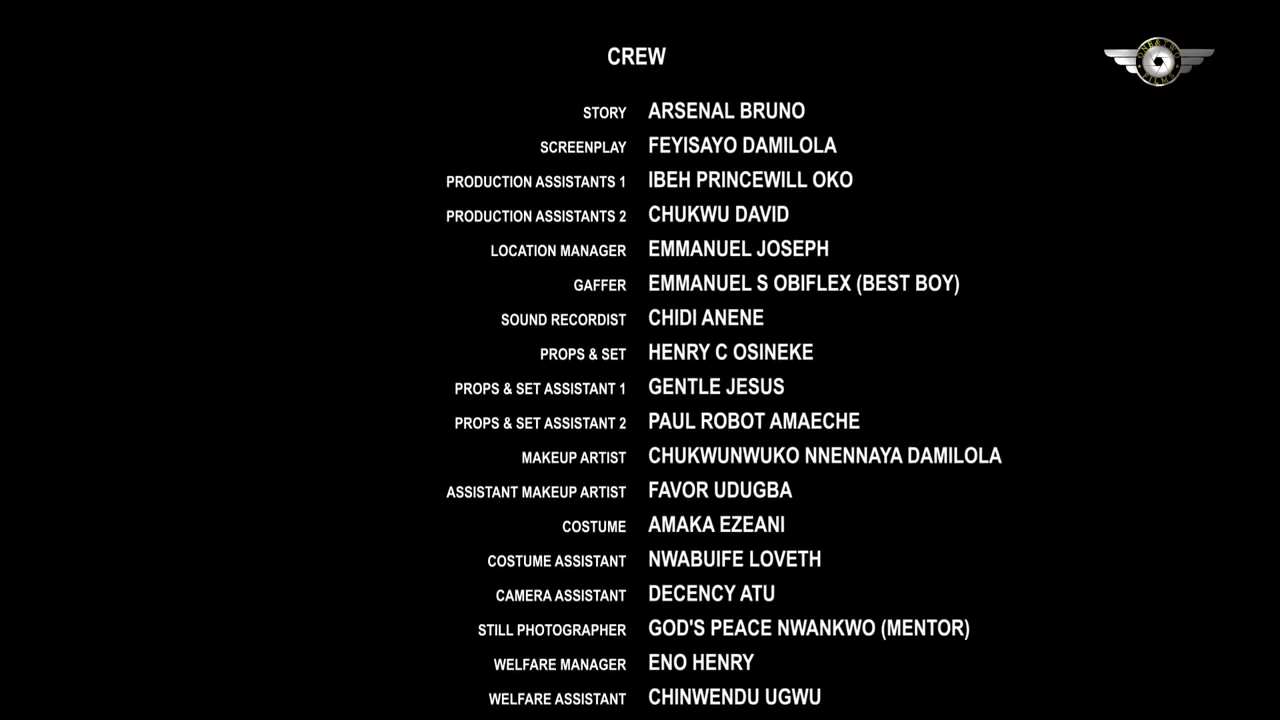 CREW
ONE & TWO FILMS
STORY ARSENAL BRUNO
SCREENPLAY FEYISAYO DAMILOLA
PRODUCTION ASSISTANTS 1 IBEH PRINCEWILL OKO
PRODUCTION ASSISTANTS 2 CHUKWU DAVID
LOCATION MANAGER EMMANUEL JOSEPH
GAFFER EMMANUEL S OBIFLEX (BEST BOY)
SOUND RECORDIST CHIDI ANENE
PROPS & SET HENRY C OSINEKE
PROPS & SET ASSISTANT 1 GENTLE JESUS
PROPS & SET ASSISTANT 2 PAUL ROBOT AMAECHE
MAKEUP ARTIST CHUKWUNWUKO NNENNAYA DAMILOLA
ASSISTANT MAKEUP ARTIST FAVOR UDUGBA
COSTUME AMAKA EZEANI
COSTUME ASSISTANT NWABUIFE LOVETH
CAMERA ASSISTANT DECENCY ATU
STILL PHOTOGRAPHER GOD'S PEACE NWANKWO (MENTOR)
WELFARE MANAGER ENO HENRY
WELFARE ASSISTANT CHINWENDU UGWU